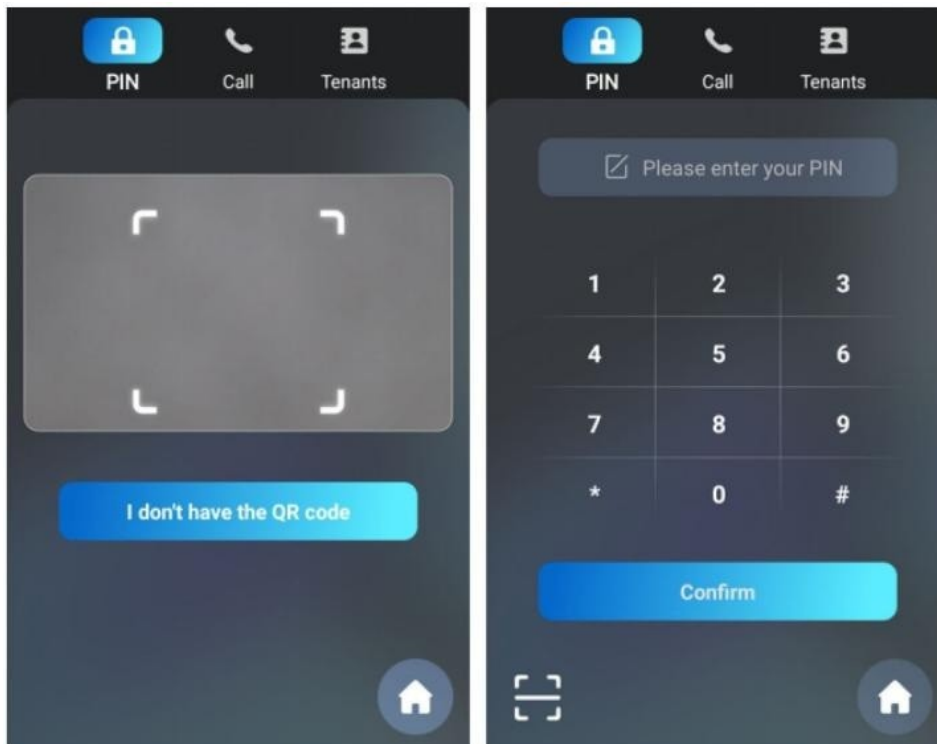 PIN
Call
Tenants
I don't have the QR code
PIN
Call
Tenants
Please enter your PIN
1 2 3
4 5 6
7 8 9
* 0 #
Confirm